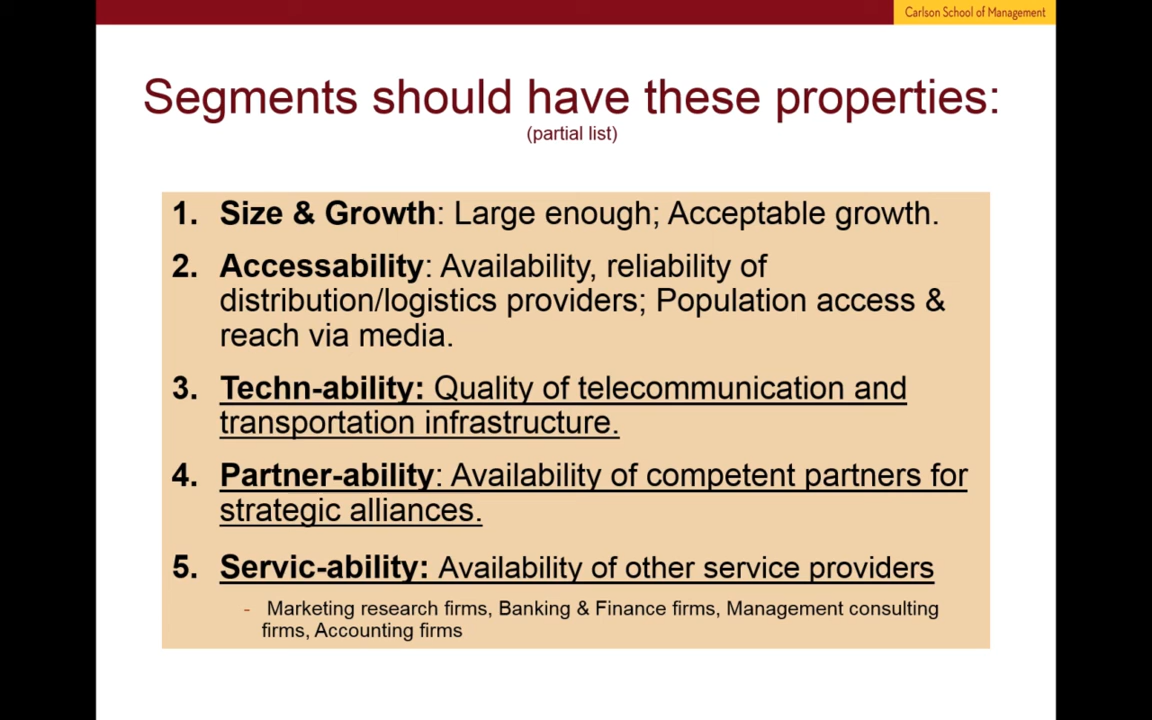 Carlson School of Management
Segments should have these properties:
(partial list)
1. Size & Growth: Large enough; Acceptable growth.
2. Accessability: Availability, reliability of
distribution/logistics providers; Population access &
reach via media.
3. Techn-ability: Quality of telecommunication and
transportation infrastructure.
4. Partner-ability: Availability of competent partners for
strategic alliances.
5. Servic-ability: Availability of other service providers
- Marketing research firms, Banking & Finance firms, Management consulting
firms, Accounting firms